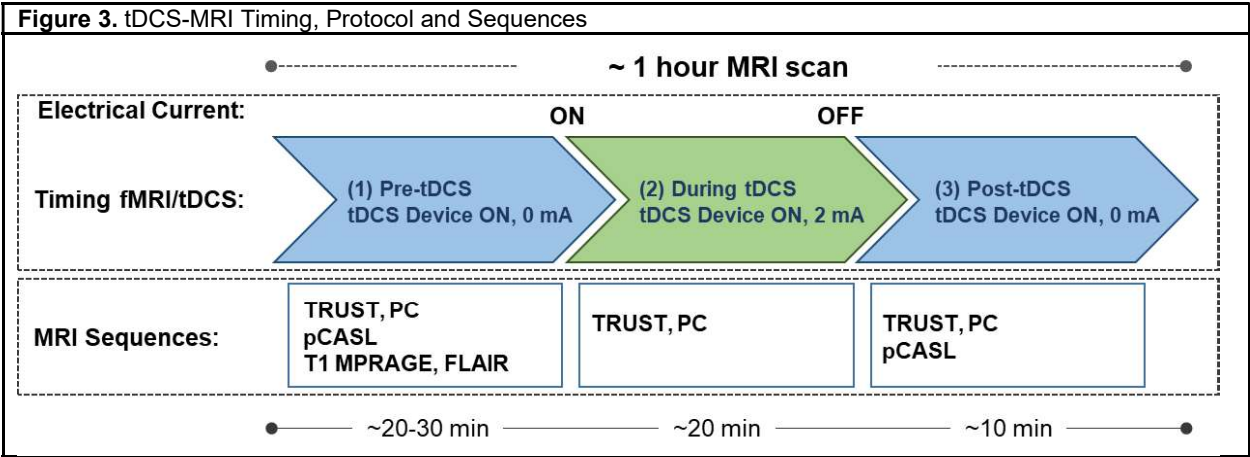 Figure 3. tDCS-MRI Timing, Protocol and Sequences
~ 1 hour MRI scan
Electrical Current:
ON
OFF
Timing fMRI/tDCS:
(1) Pre-tDCS
tDCS Device ON, 0 mA
(2) During tDCS
tDCS Device ON, 2 mA
(3) Post-tDCS
tDCS Device ON, 0 mA
MRI Sequences:
TRUST, PC
pCASL
T1 MPRAGE, FLAIR
TRUST, PC
TRUST, PC
pCASL
~20-30 min
~20 min
~10 min